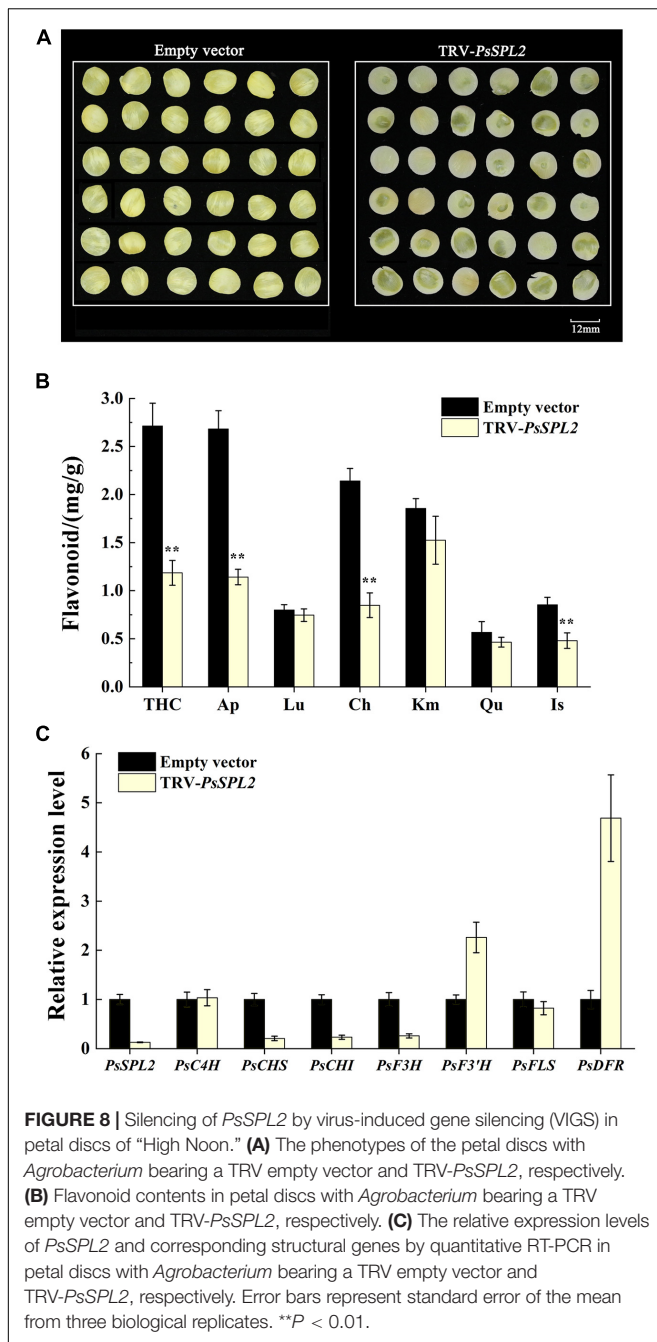 A
Empty vector
TRV-PsSPL2
12mm
B
Flavonoid/(mg/g)
3.0
2.5
2.0
1.5
1.0
0.5
0.0
Empty vector
TRV-PsSPL2
**
**
**
**
THC Ap Lu Ch Km Qu Is
C
Relative expression level
6
5
4
3
2
1
0
Empty vector
TRV-PsSPL2
PsSPL2 PsC4H PsCHS PsCHI PsF3H PsF3'H PsFLS PsDFR
FIGURE 8 | Silencing of PsSPL2 by virus-induced gene silencing (VIGS) in
petal discs of “High Noon.” (A) The phenotypes of the petal discs with
Agrobacterium bearing a TRV empty vector and TRV-PsSPL2, respectively.
(B) Flavonoid contents in petal discs with Agrobacterium bearing a TRV
empty vector and TRV-PsSPL2, respectively. (C) The relative expression levels
of PsSPL2 and corresponding structural genes by quantitative RT-PCR in
petal discs with Agrobacterium bearing a TRV empty vector and
TRV-PsSPL2, respectively. Error bars represent standard error of the mean
from three biological replicates. **P < 0.01.